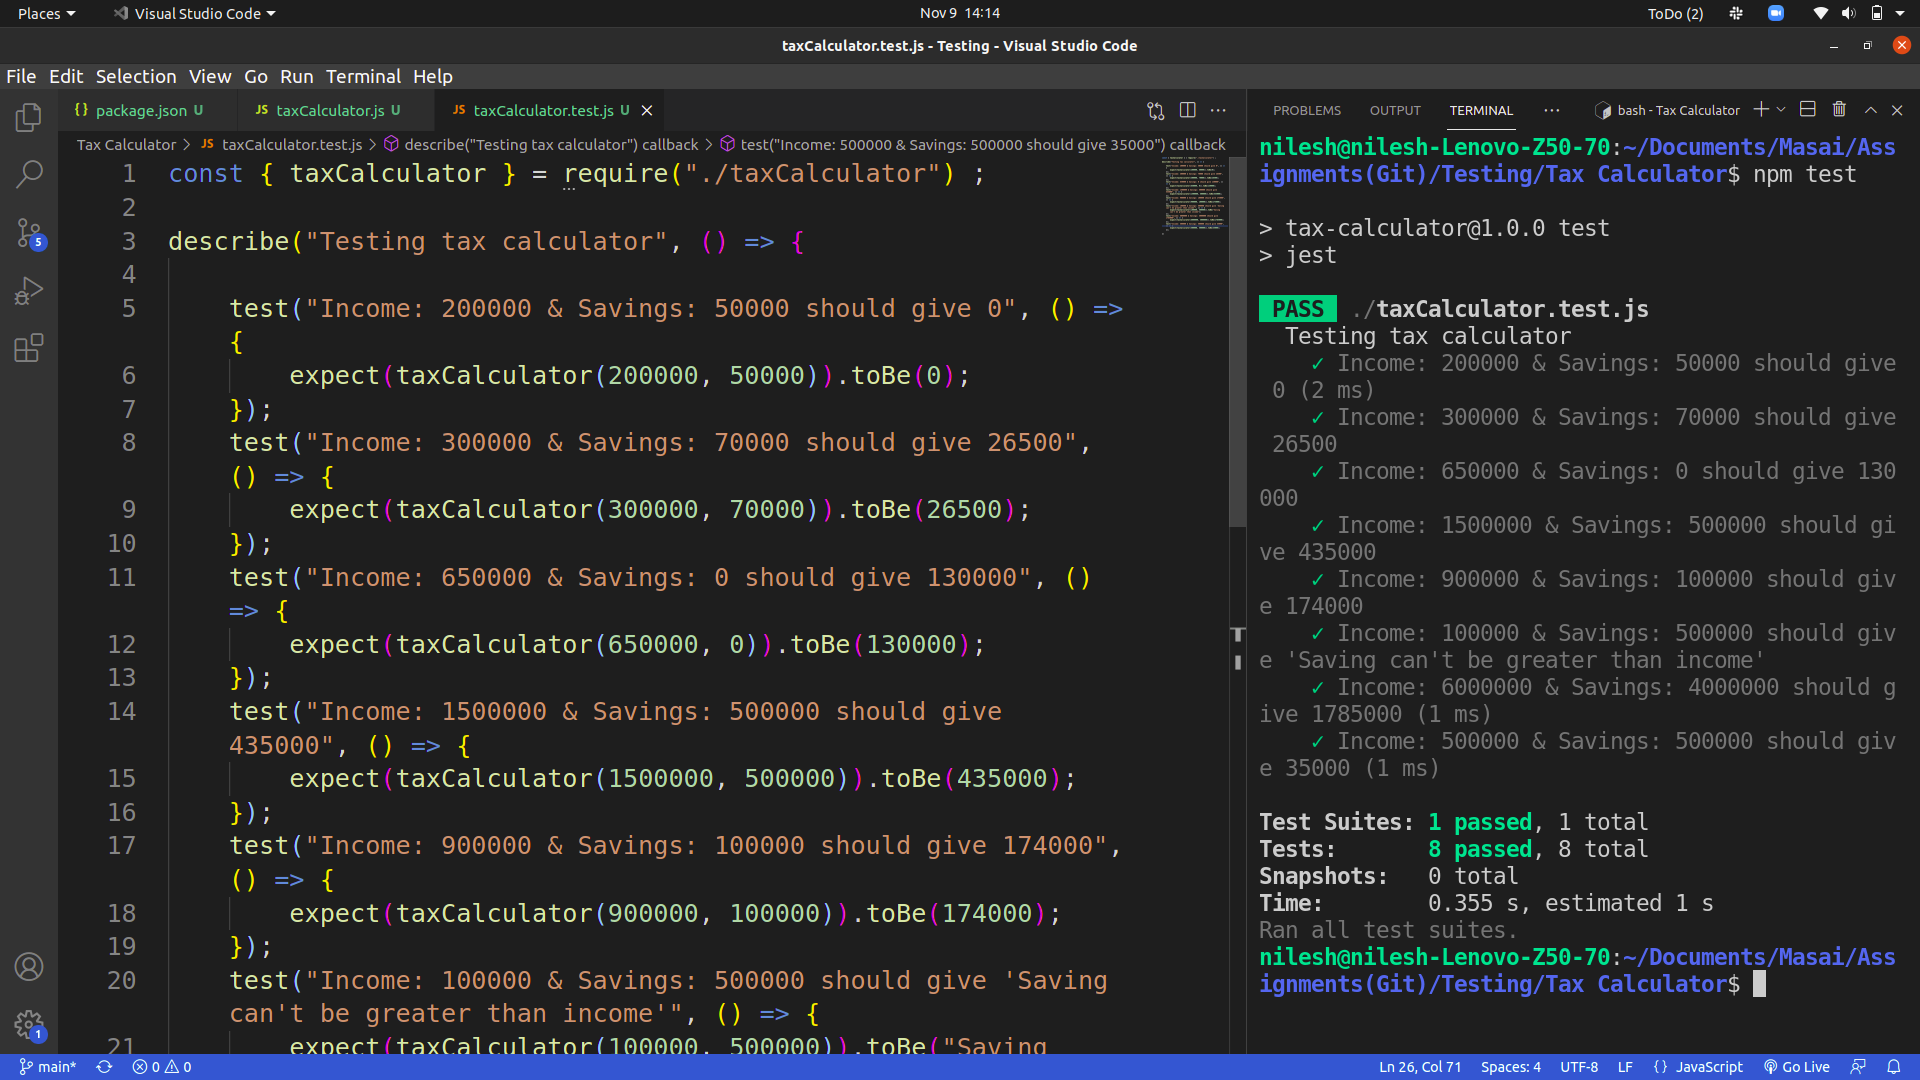 Places
Visual Studio Code
Nov 9 14:14
ToDo (2)
taxCalculator.test.js - Testing - Visual Studio Code
File Edit Selection View Go Run Terminal Help
{} package.json U
JS taxCalculator.js U
JS taxCalculator.test.js U
Tax Calculator > JS taxCalculator.test.js > describe("Testing tax calculator") callback > test("Income: 500000 & Savings: 500000 should give 35000") callback
1 const { taxCalculator } = require("./taxCalculator") ;
2
3 describe("Testing tax calculator", () => {
4
5 test("Income: 200000 & Savings: 50000 should give 0", () =>
{
6 expect(taxCalculator(200000, 50000)).toBe(0);
7 });
8 test("Income: 300000 & Savings: 70000 should give 26500",
() => {
9 expect(taxCalculator(300000, 70000)).toBe(26500);
10 });
11 test("Income: 650000 & Savings: 0 should give 130000", ()
=> {
12 expect(taxCalculator(650000, 0)).toBe(130000);
13 });
14 test("Income: 1500000 & Savings: 500000 should give
435000", () => {
15 expect(taxCalculator(1500000, 500000)).toBe(435000);
16 });
17 test("Income: 900000 & Savings: 100000 should give 174000",
() => {
18 expect(taxCalculator(900000, 100000)).toBe(174000);
19 });
20 test("Income: 100000 & Savings: 500000 should give 'Saving
can't be greater than income'", () => {
21 expect(taxCalculator(100000, 500000)).toBe("Saving
PROBLEMS OUTPUT TERMINAL ··· bash - Tax Calculator
nilesh@nilesh-Lenovo-Z50-70:~/Documents/Masai/Ass
ignments(Git)/Testing/Tax Calculator$ npm test
> tax-calculator@1.0.0 test
> jest
PASS ./taxCalculator.test.js
Testing tax calculator
✓ Income: 200000 & Savings: 50000 should give
0 (2 ms)
✓ Income: 300000 & Savings: 70000 should give
26500
✓ Income: 650000 & Savings: 0 should give 130
000
✓ Income: 1500000 & Savings: 500000 should gi
ve 435000
✓ Income: 900000 & Savings: 100000 should giv
e 174000
✓ Income: 100000 & Savings: 500000 should giv
e 'Saving can't be greater than income'
✓ Income: 6000000 & Savings: 4000000 should g
ive 1785000 (1 ms)
✓ Income: 500000 & Savings: 500000 should giv
e 35000 (1 ms)
Test Suites: 1 passed, 1 total
Tests: 8 passed, 8 total
Snapshots: 0 total
Time: 0.355 s, estimated 1 s
Ran all test suites.
nilesh@nilesh-Lenovo-Z50-70:~/Documents/Masai/Ass
ignments(Git)/Testing/Tax Calculator$
5
1
main* 0 0
Ln 26, Col 71 Spaces: 4 UTF-8 LF {} JavaScript Go Live